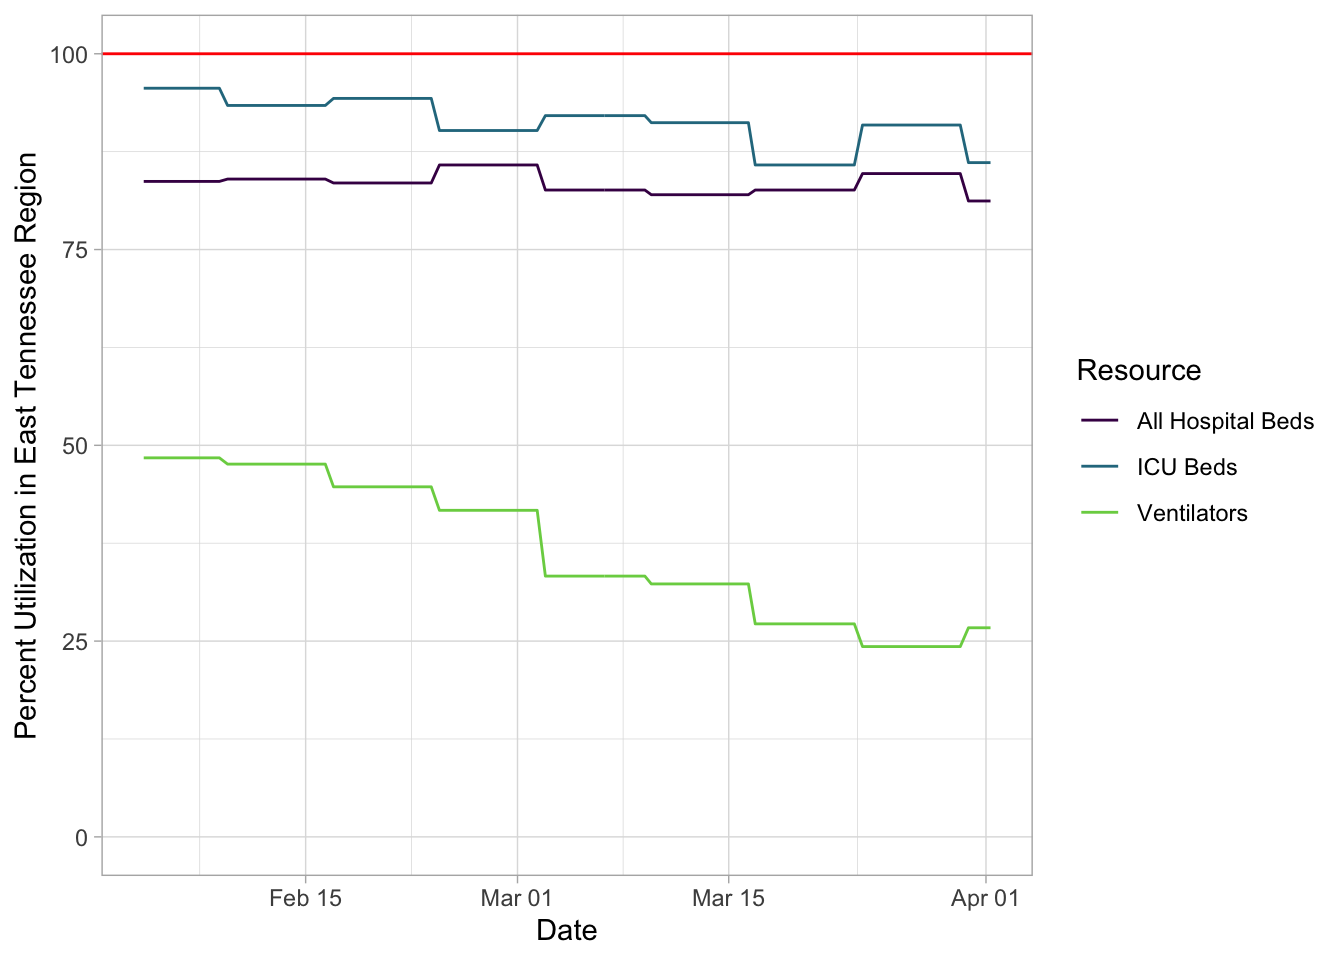 Percent Utilization in East Tennessee Region
100
75
50
25
0
Feb 15
Mar 01
Mar 15
Apr 01
Date
Resource
All Hospital Beds
ICU Beds
Ventilators